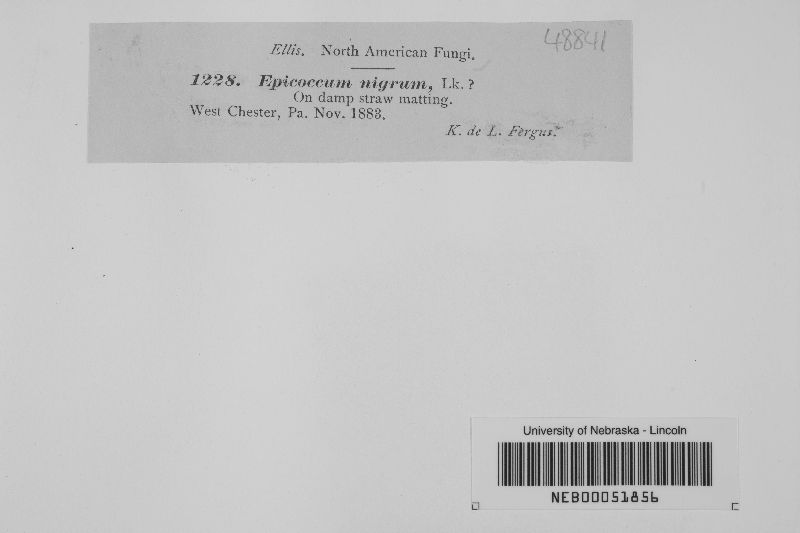 48841
Ellis. North American Fungi.
1228. Epicoccum nigrum, Lk. ?
On damp straw matting.
West Chester, Pa. Nov. 1883.
K. de L. Fergus.
University of Nebraska - Lincoln
NEB00051856